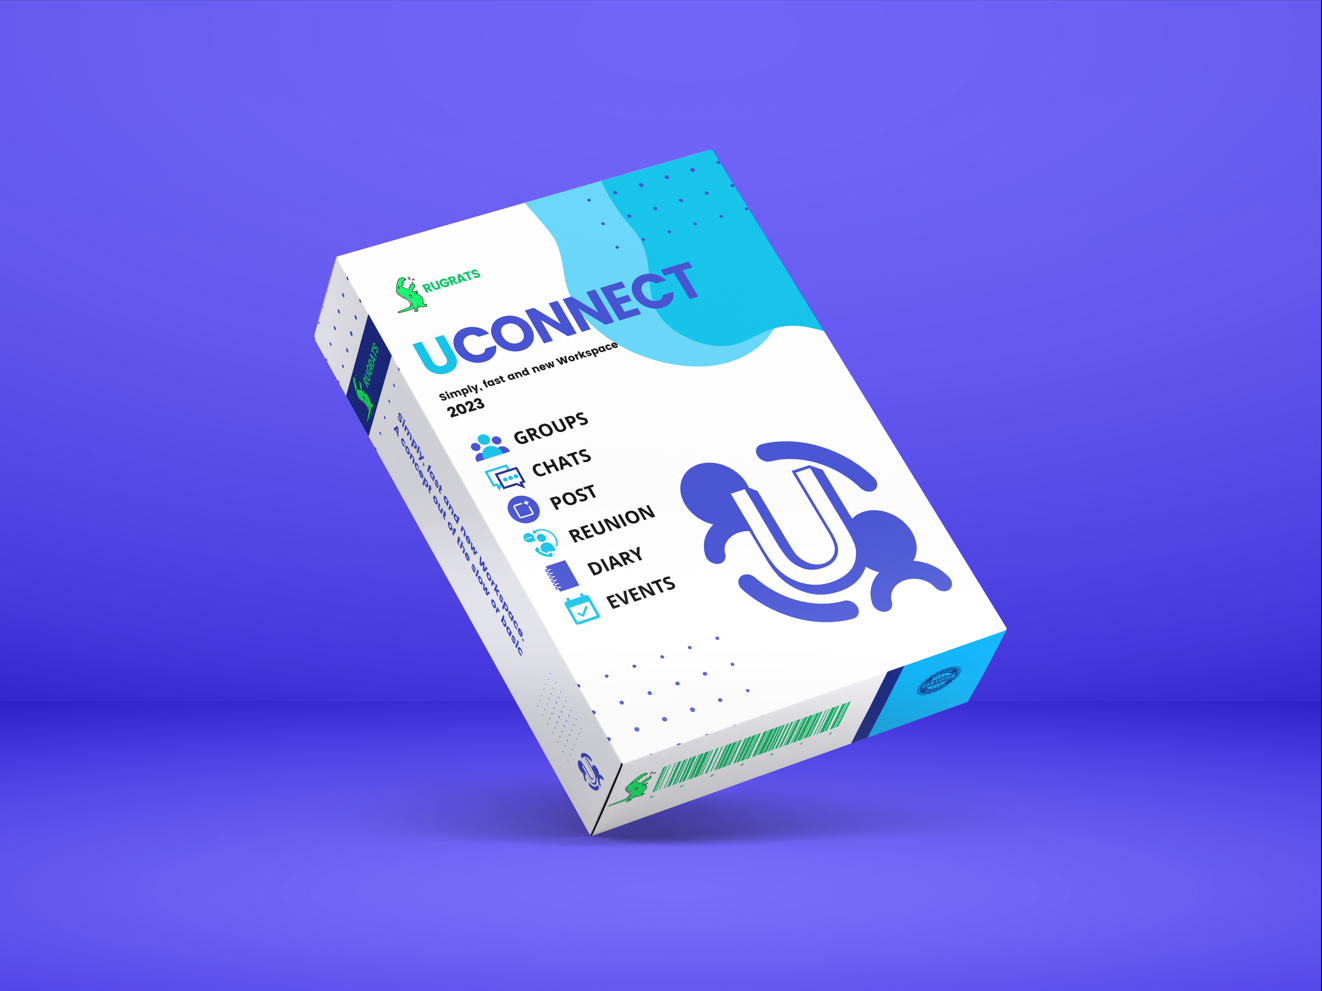 RUGRATS
UCONNECT
Simply, fast and new Workspace
2023
GROUPS
CHATS
POST
REUNION
DIARY
EVENTS
U
RUGRATS
Simply, fast and new Workspace.
A concept out of the slow or basic